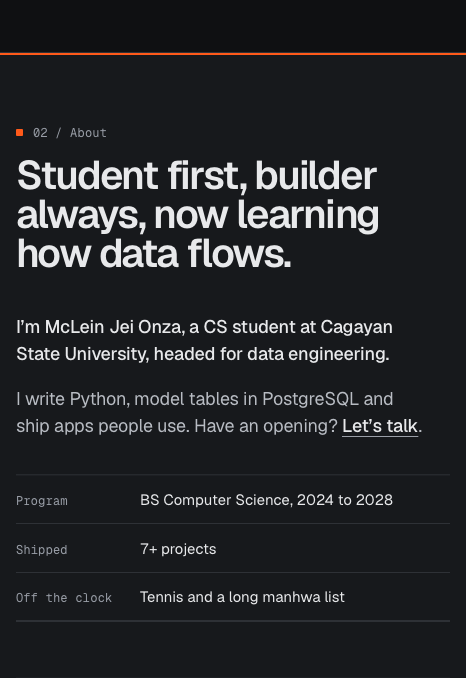 02 / About
Student first, builder
always, now learning
how data flows.
I’m McLein Jei Onza, a CS student at Cagayan
State University, headed for data engineering.
I write Python, model tables in PostgreSQL and
ship apps people use. Have an opening? Let’s talk.
Program BS Computer Science, 2024 to 2028
Shipped 7+ projects
Off the clock Tennis and a long manhwa list